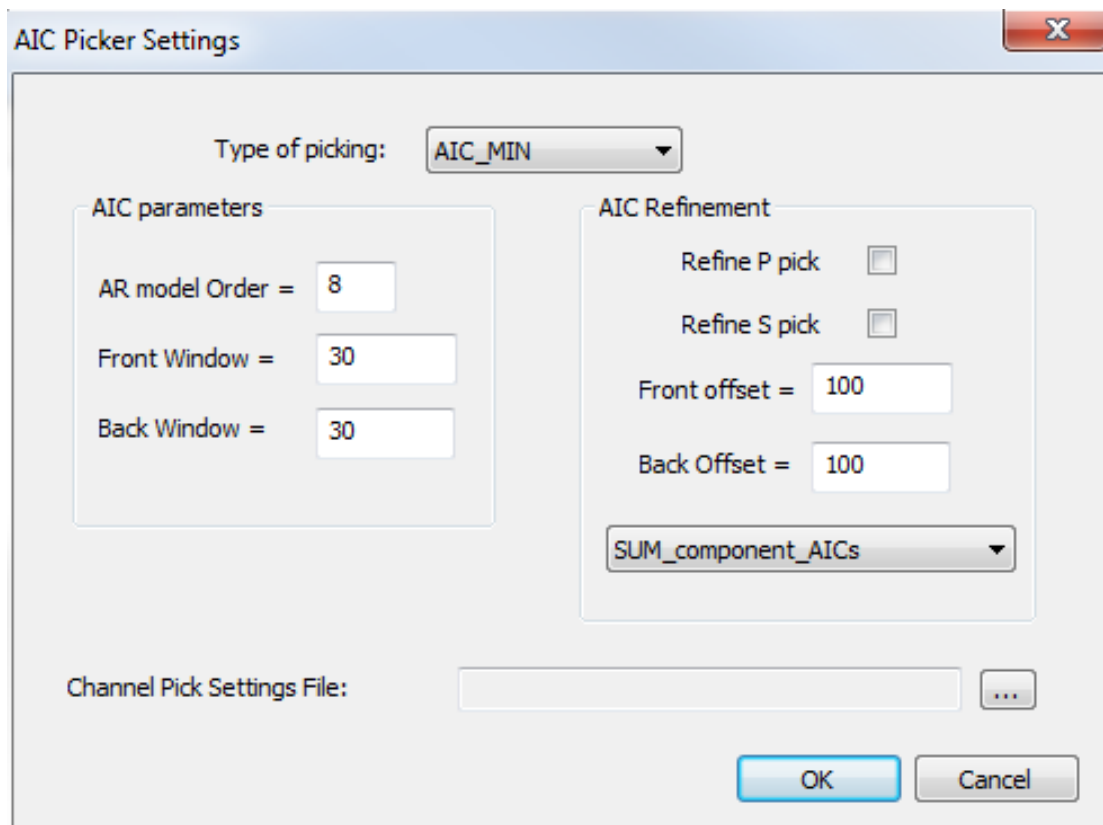 AIC Picker Settings
Type of picking: AIC_MIN
AIC parameters
AR model Order = 8
Front Window = 30
Back Window = 30
AIC Refinement
Refine P pick
Refine S pick
Front offset = 100
Back Offset = 100
SUM_component_AICs
Channel Pick Settings File: ...
OK Cancel